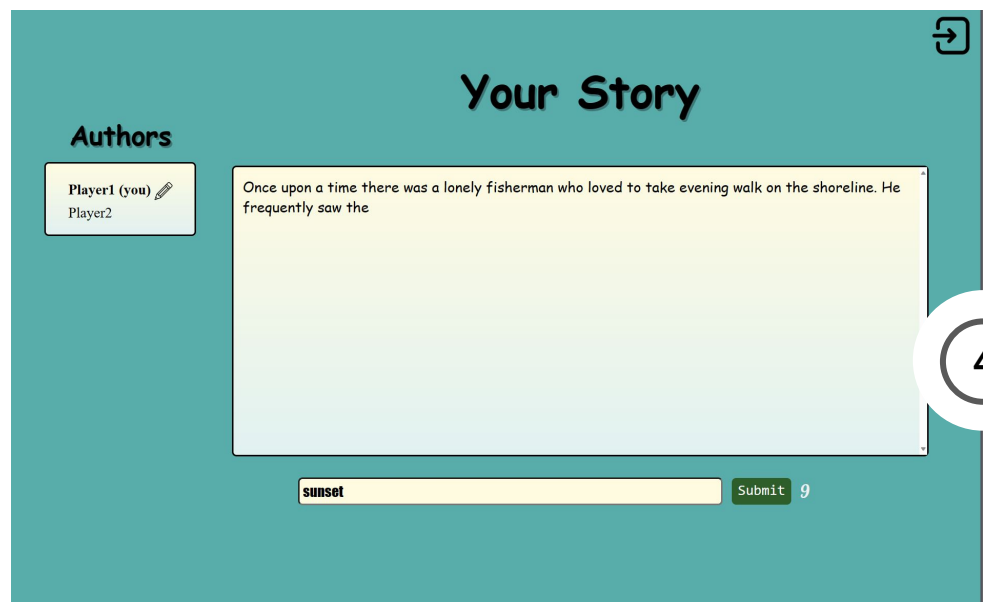 Your Story
Authors
Player1 (you)
Player2
Once upon a time there was a lonely fisherman who loved to take evening walk on the shoreline. He
frequently saw the
sunset
Submit 9